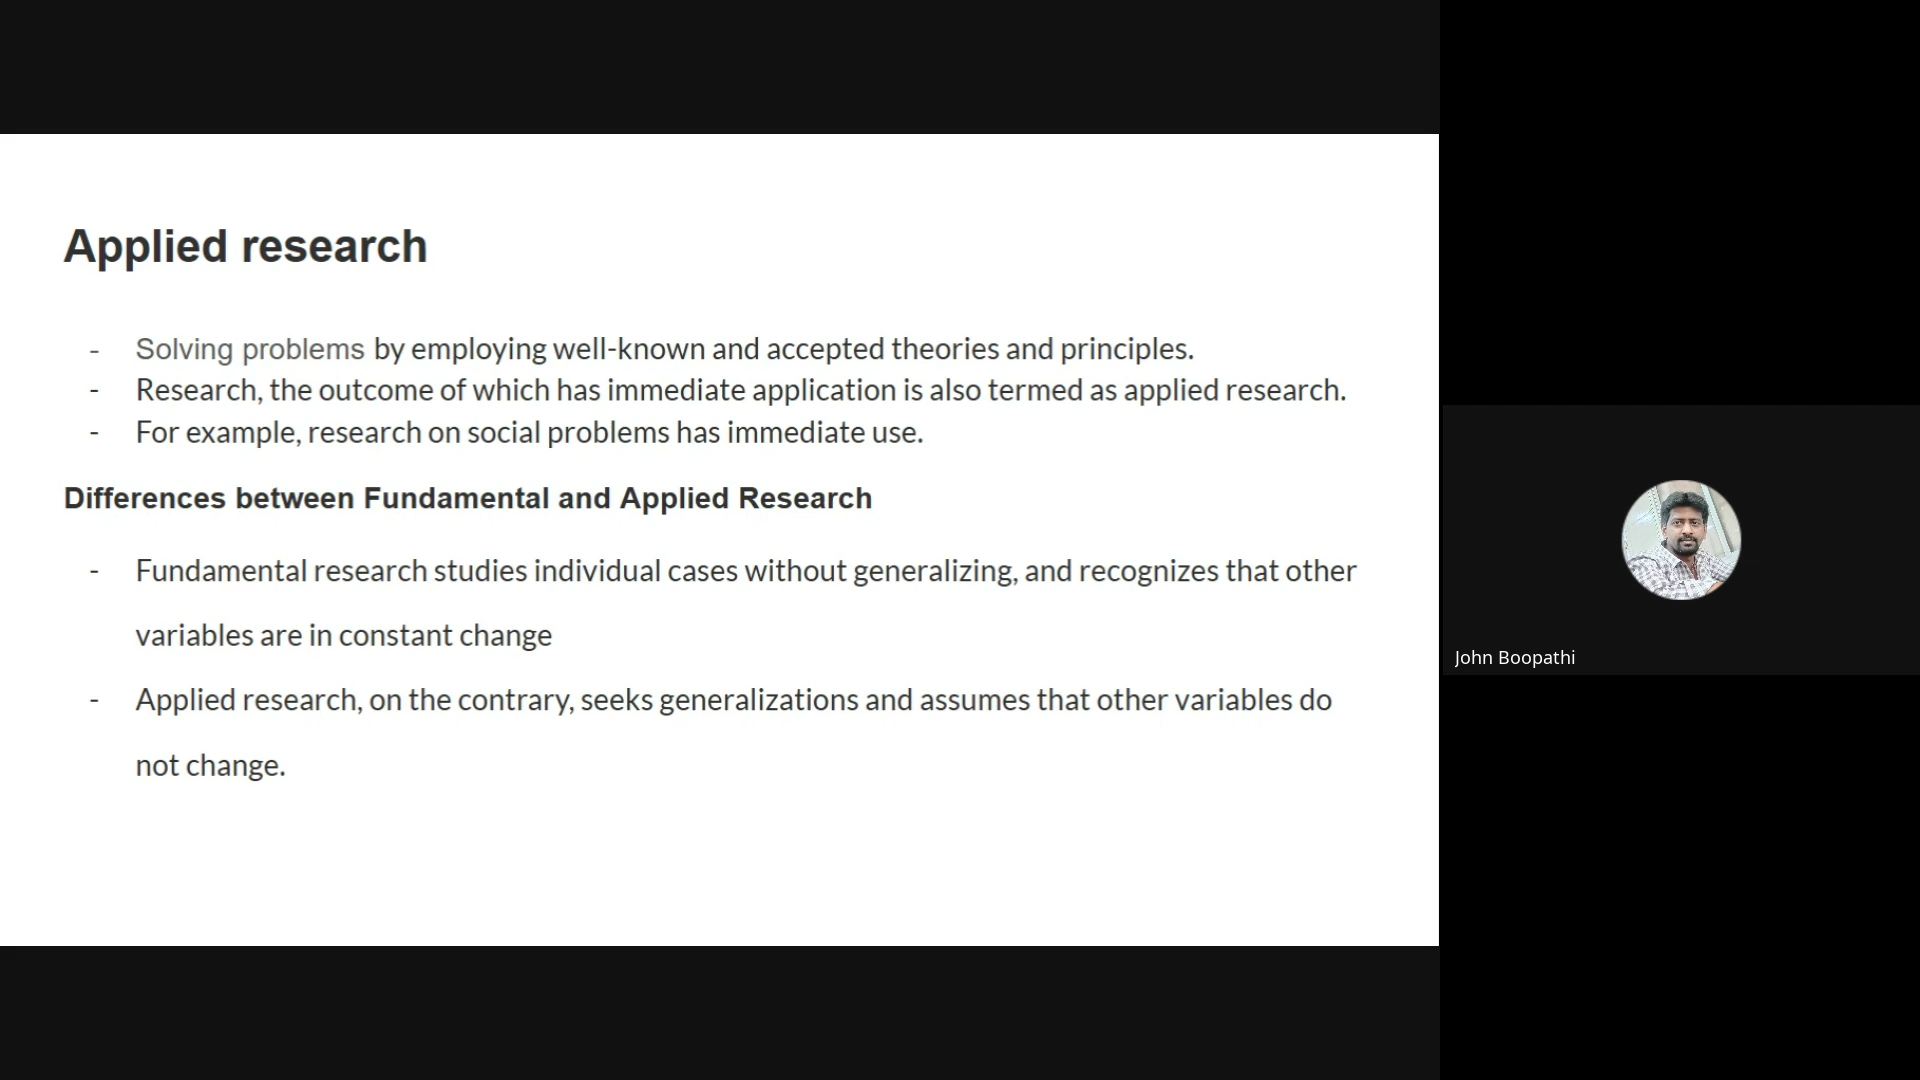 Applied research
- Solving problems by employing well-known and accepted theories and principles.
- Research, the outcome of which has immediate application is also termed as applied research.
- For example, research on social problems has immediate use.
Differences between Fundamental and Applied Research
- Fundamental research studies individual cases without generalizing, and recognizes that other
variables are in constant change
- Applied research, on the contrary, seeks generalizations and assumes that other variables do
not change.
John Boopathi